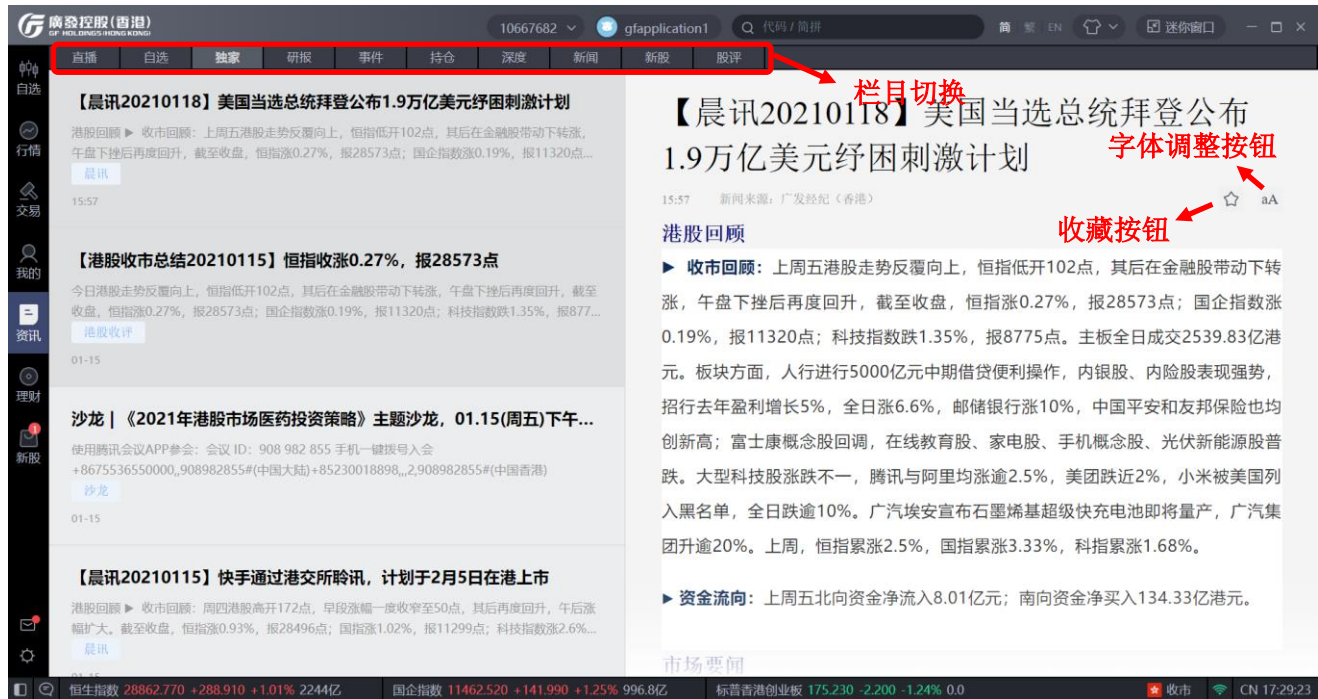 廣發控股(香港)
GF HOLDINGS (HONG KONG)
10667682
gfapplication1
代码 / 简拼
简 繁 EN
迷你窗口
直播 自选 独家 研报 事件 持仓 深度 新闻 新股 股评
栏目切换
自选
行情
交易
我的
资讯
理财
新股
【晨讯20210118】美国当选总统拜登公布1.9万亿美元纾困刺激计划
港股回顾 ▶ 收市回顾：上周五港股走势反覆向上，恒指低开102点，其后在金融股带动下转涨，
午盘下挫后再度回升，截至收盘，恒指涨0.27%，报28573点；国企指数涨0.19%，报11320点...
晨讯
15:57
【港股收市总结20210115】恒指收涨0.27%，报28573点
今日港股走势反覆向上，恒指低开102点，其后在金融股带动下转涨，午盘下挫后再度回升，截至
收盘，恒指涨0.27%，报28573点；国企指数涨0.19%，报11320点；科技指数跌1.35%，报877...
港股收评
01-15
沙龙 | 《2021年港股市场医药投资策略》主题沙龙，01.15(周五)下午...
使用腾讯会议APP参会：会议 ID：908 982 855 手机一键拨号入会
+8675536550000,,908982855#(中国大陆)+85230018898,,,2,908982855#(中国香港)
沙龙
01-15
【晨讯20210115】快手通过港交所聆讯，计划于2月5日在港上市
港股回顾 ▶ 收市回顾：周四港股高开172点，早段涨幅一度收窄至50点，其后再度回升，午后涨
幅扩大。截至收盘，恒指涨0.93%，报28496点；国指涨1.02%，报11299点；科技指数涨2.6%...
晨讯
01-15
【晨讯20210118】美国当选总统拜登公布
1.9万亿美元纾困刺激计划
字体调整按钮
15:57 新闻来源：广发经纪（香港）
aA
收藏按钮
港股回顾
▶ 收市回顾：上周五港股走势反覆向上，恒指低开102点，其后在金融股带动下转
涨，午盘下挫后再度回升，截至收盘，恒指涨0.27%，报28573点；国企指数涨
0.19%，报11320点；科技指数跌1.35%，报8775点。主板全日成交2539.83亿港
元。板块方面，人行进行5000亿元中期借贷便利操作，内银股、内险股表现强势，
招行去年盈利增长5%，全日涨6.6%，邮储银行涨10%，中国平安和友邦保险也均
创新高；富士康概念股回调，在线教育股、家电股、手机概念股、光伏新能源股普
跌。大型科技股涨跌不一，腾讯与阿里均涨逾2.5%，美团跌近2%，小米被美国列
入黑名单，全日跌逾10%。广汽埃安宣布石墨烯基超级快充电池即将量产，广汽集
团升逾20%。上周，恒指累涨2.5%，国指累涨3.33%，科指累涨1.68%。
▶ 资金流向：上周五北向资金净流入8.01亿元；南向资金净买入134.33亿港元。
市场要闻
恒生指数 28862.770 +288.910 +1.01% 2244亿
国企指数 11462.520 +141.990 +1.25% 996.8亿
标普香港创业板 175.230 -2.200 -1.24% 0.0
收市
CN 17:29:23